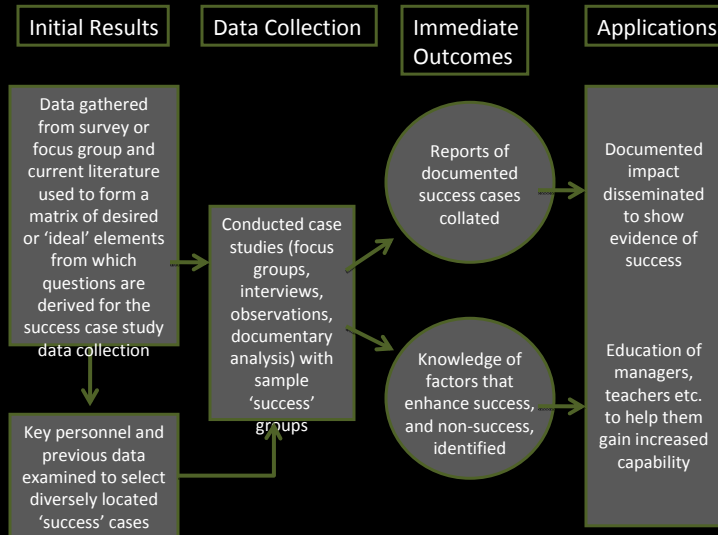 Initial Results
Data Collection
Immediate
Outcomes
Applications
Data gathered
from survey or
focus group and
current literature
used to form a
matrix of desired
or ‘ideal’ elements
from which
questions are
derived for the
success case study
data collection
Key personnel and
previous data
examined to select
diversely located
‘success’ cases
Conducted case
studies (focus
groups,
interviews,
observations,
documentary
analysis) with
sample
‘success’
groups
Reports of
documented
success cases
collated
Knowledge of
factors that
enhance success,
and non-success,
identified
Documented
impact
disseminated
to show
evidence of
success
Education of
managers,
teachers etc.
to help them
gain increased
capability